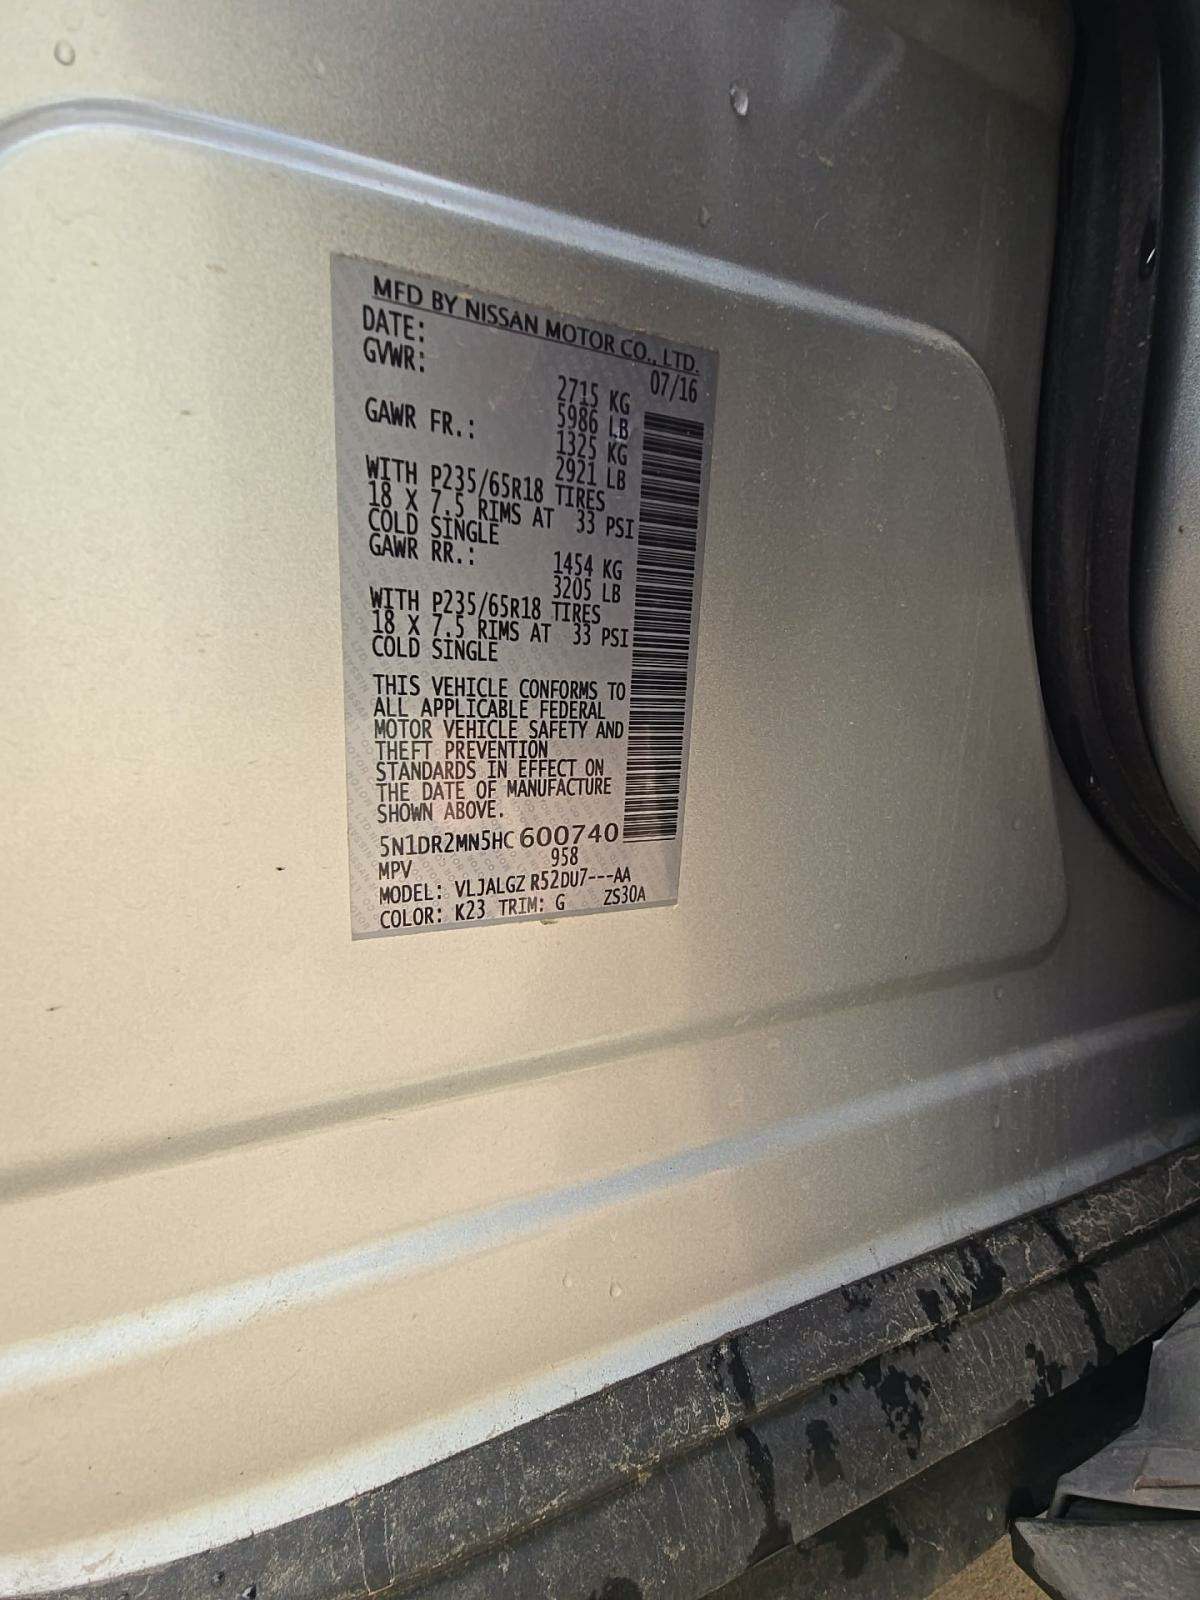 MFD BY NISSAN MOTOR CO., LTD.
DATE: 07/16
GVWR: 2715 KG
5986 LB
GAWR FR.: 1325 KG
2921 LB
WITH P235/65R18 TIRES
18 X 7.5 RIMS AT 33 PSI
COLD SINGLE
GAWR RR.: 1454 KG
3205 LB
WITH P235/65R18 TIRES
18 X 7.5 RIMS AT 33 PSI
COLD SINGLE
THIS VEHICLE CONFORMS TO
ALL APPLICABLE FEDERAL
MOTOR VEHICLE SAFETY AND
THEFT PREVENTION
STANDARDS IN EFFECT ON
THE DATE OF MANUFACTURE
SHOWN ABOVE.
5N1DR2MN5HC600740
MPV 958
MODEL: VLJALGZ R52DU7---AA
COLOR: K23 TRIM: G ZS30A